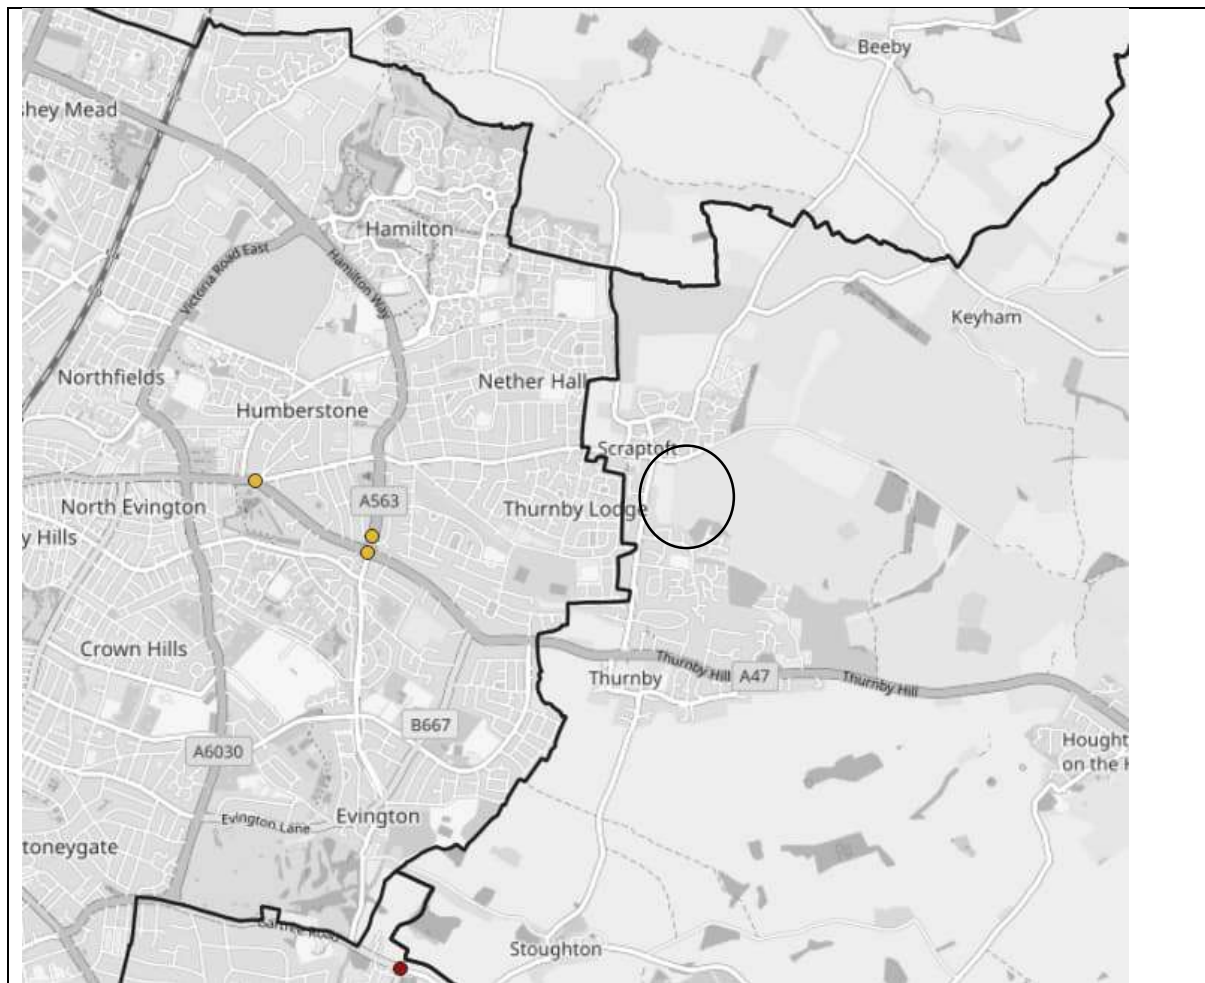 Beeby
shey Mead
Hamilton
Victoria Road East
Hamilton Way
Keyham
Northfields
Nether Hall
Humberstone
Scraptoft
A563
North Evington
Thurnby Lodge
y Hills
Crown Hills
Thurnby Hill
A47
Thurnby Hill
Thurnby
B667
A6030
Hought
on the H
Evington
Evington Lane
toneygate
Gartree Road
Stoughton